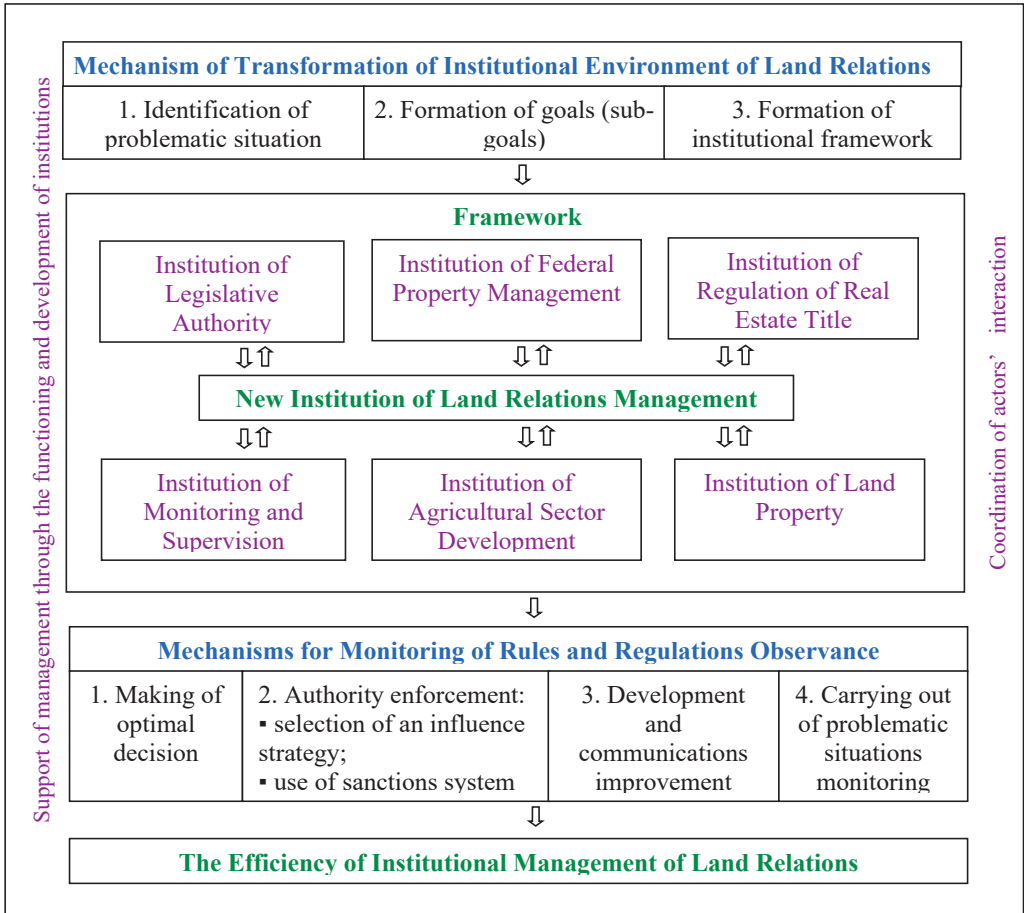 Support of management through the functioning and development of institutions
Mechanism of Transformation of Institutional Environment of Land Relations
1. Identification of
problematic situation
2. Formation of goals (sub-
goals)
3. Formation of
institutional framework
⇩
Framework
Institution of
Legislative
Authority
Institution of Federal
Property Management
Institution of
Regulation of Real
Estate Title
⇩⇧
⇩⇧
⇩⇧
New Institution of Land Relations Management
⇩⇧
⇩⇧
⇩⇧
Institution of
Monitoring and
Supervision
Institution of
Agricultural Sector
Development
Institution of Land
Property
⇩
Mechanisms for Monitoring of Rules and Regulations Observance
1. Making of
optimal
decision
2. Authority enforcement:
▪ selection of an influence
strategy;
▪ use of sanctions system
3. Development
and
communications
improvement
4. Carrying out
of problematic
situations
monitoring
⇩
The Efficiency of Institutional Management of Land Relations
Coordination of actors’ interaction